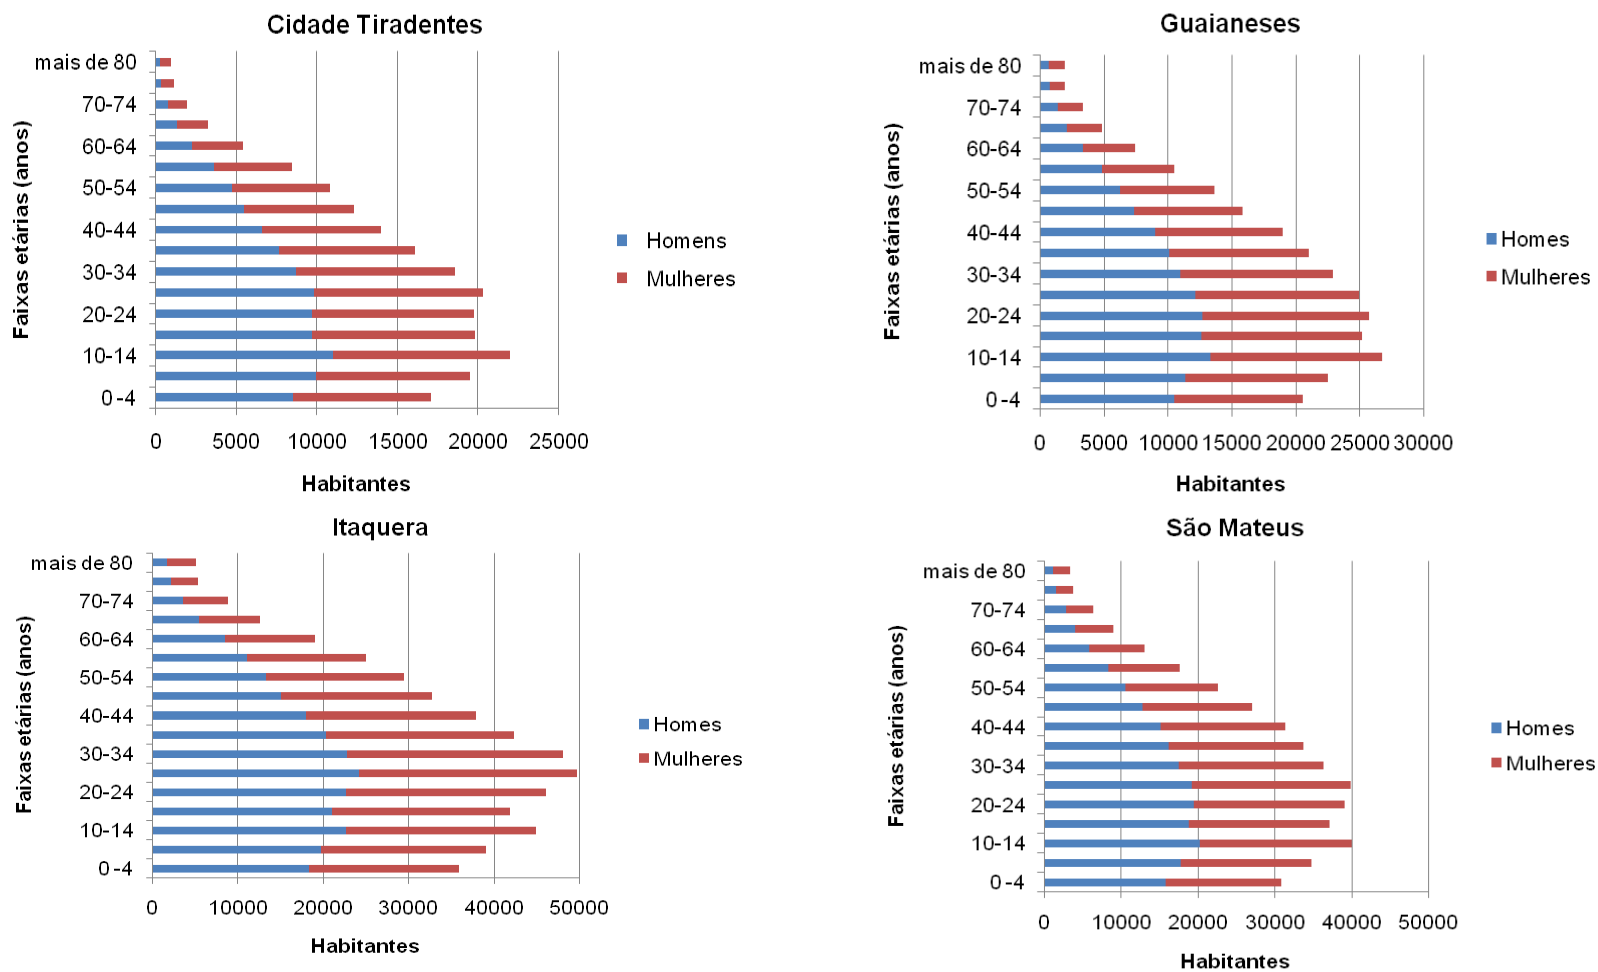 Cidade Tiradentes
Faixas etárias (anos)
mais de 80
70-74
60-64
50-54
40-44
30-34
20-24
10-14
0-4
0 5000 10000 15000 20000 25000
Habitantes
Homens
Mulheres
Guaianeses
Faixas etárias (anos)
mais de 80
70-74
60-64
50-54
40-44
30-34
20-24
10-14
0-4
0 5000 10000 15000 20000 25000 30000
Habitantes
Homes
Mulheres
Itaquera
Faixas etárias (anos)
mais de 80
70-74
60-64
50-54
40-44
30-34
20-24
10-14
0-4
0 10000 20000 30000 40000 50000
Habitantes
Homes
Mulheres
São Mateus
Faixas etárias (anos)
mais de 80
70-74
60-64
50-54
40-44
30-34
20-24
10-14
0-4
0 10000 20000 30000 40000 50000
Habitantes
Homes
Mulheres